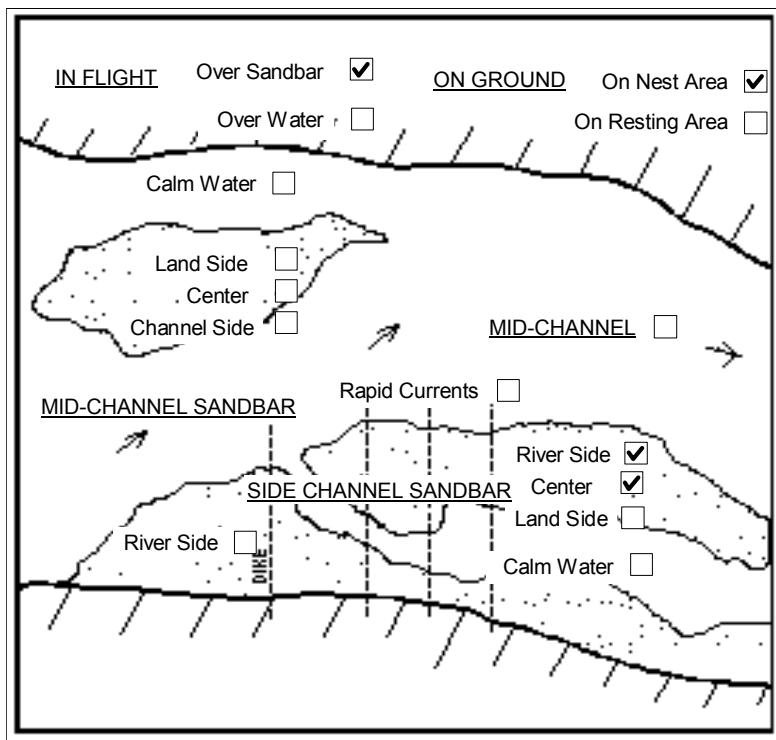 IN FLIGHT Over Sandbar ON GROUND On Nest Area
Over Water On Resting Area
Calm Water
Land Side
Center
Channel Side
MID-CHANNEL
Rapid Currents
MID-CHANNEL SANDBAR
River Side
SIDE CHANNEL SANDBAR Center
Land Side
River Side
DIKE
Calm Water